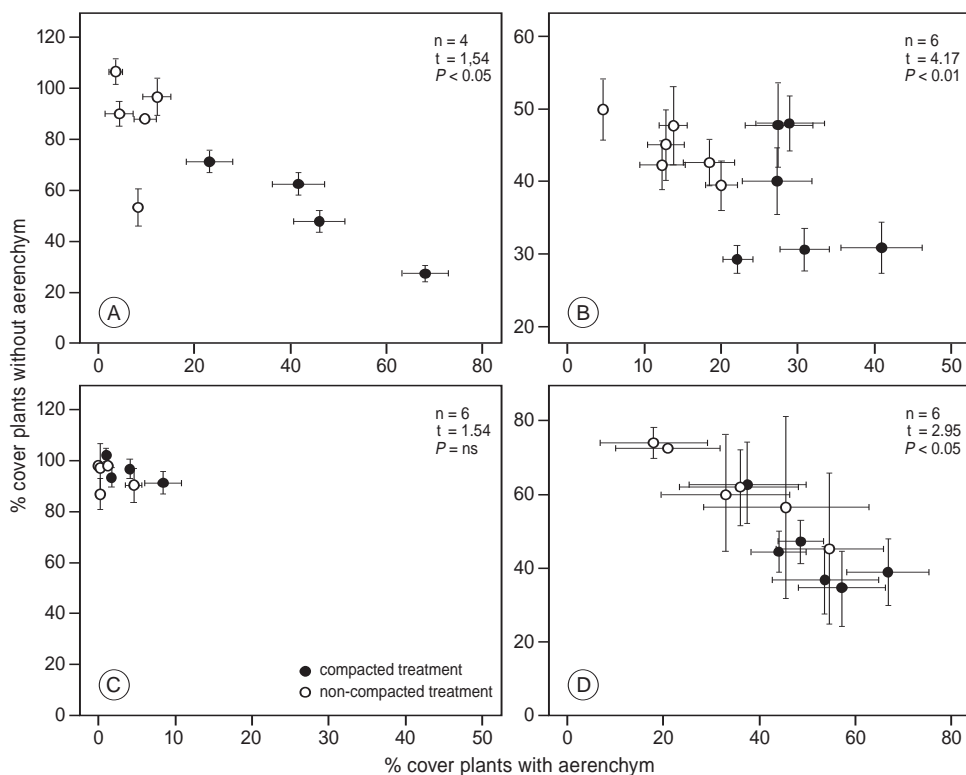 120
100
80
60
40
20
0
n = 4
t = 1,54
P < 0.05
A
0 20 40 60 80
60
50
40
30
20
n = 6
t = 4.17
P < 0.01
B
0 10 20 30 40 50
% cover plants without aerenchym
120
100
80
60
40
20
0
n = 6
t = 1.54
P = ns
compacted treatment
non-compacted treatment
C
0 10 20 30 40 50 60
80
60
40
20
0
n = 6
t = 2.95
P < 0.05
D
0 20 40 60 80
% cover plants with aerenchym